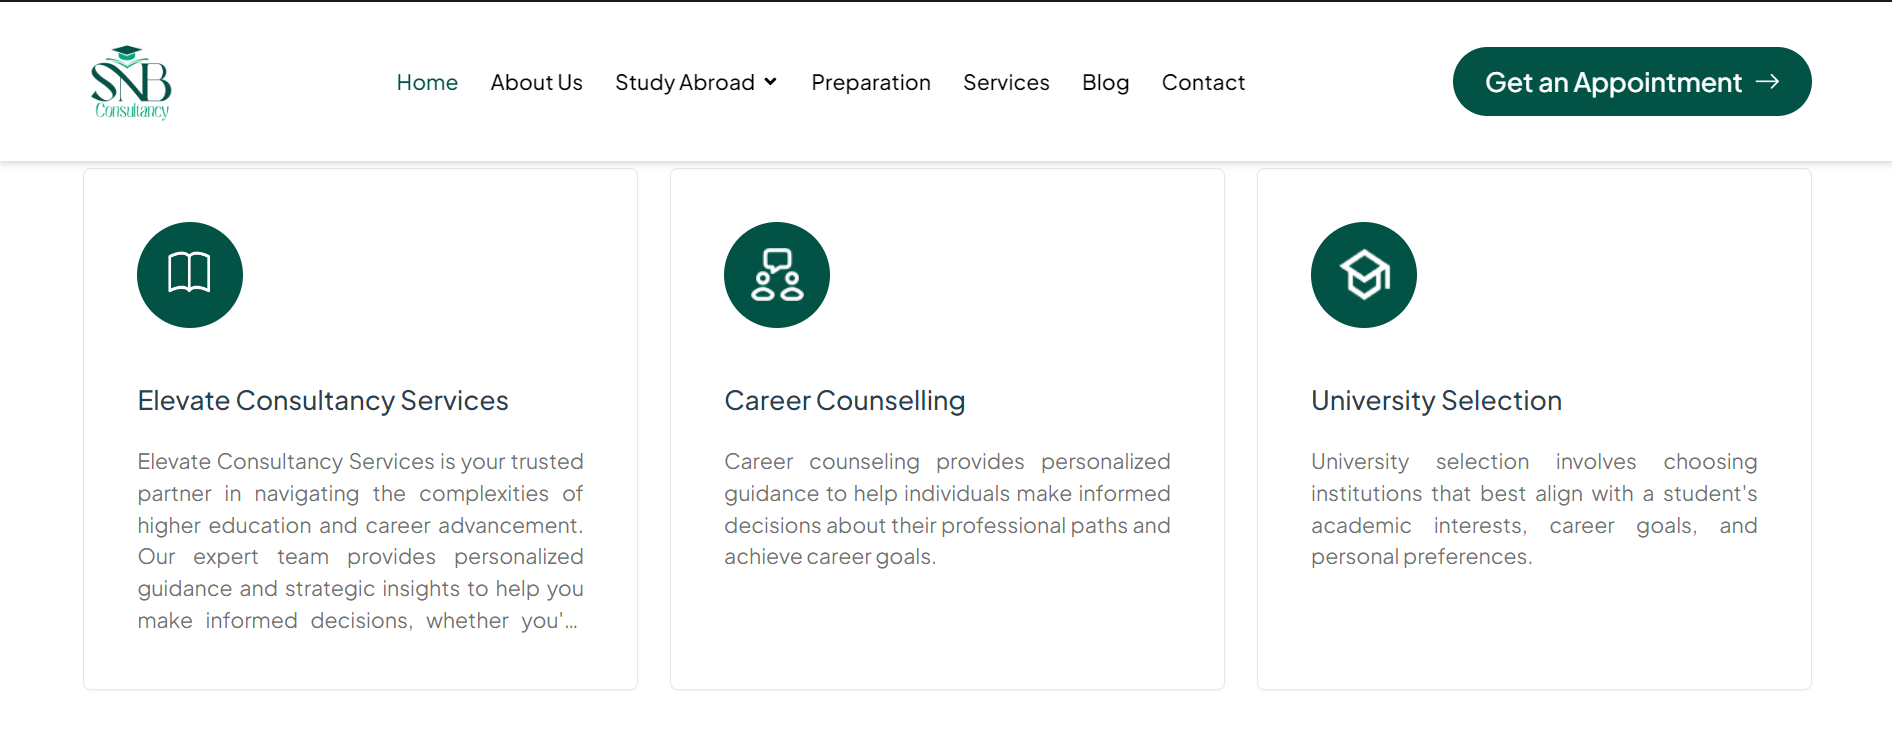 SNB
Consultancy
Home About Us Study Abroad Preparation Services Blog Contact
Get an Appointment →
Elevate Consultancy Services
Elevate Consultancy Services is your trusted
partner in navigating the complexities of
higher education and career advancement.
Our expert team provides personalized
guidance and strategic insights to help you
make informed decisions, whether you'...
Career Counselling
Career counseling provides personalized
guidance to help individuals make informed
decisions about their professional paths and
achieve career goals.
University Selection
University selection involves choosing
institutions that best align with a student's
academic interests, career goals, and
personal preferences.